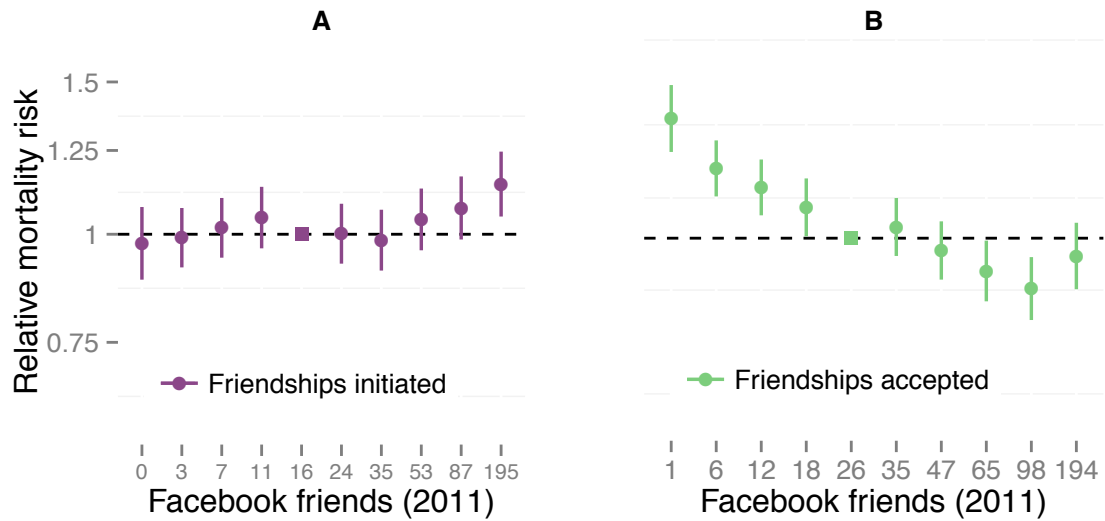 A
Relative mortality risk
1.5
1.25
1
0.75
Friendships initiated
0 3 7 11 16 24 35 53 87 195
Facebook friends (2011)
B
Friendships accepted
1 6 12 18 26 35 47 65 98 194
Facebook friends (2011)